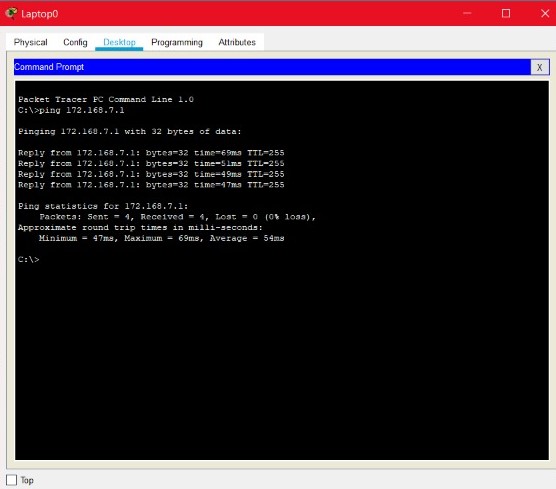 Laptop0
Physical Config Desktop Programming Attributes
Command Prompt
X
Packet Tracer PC Command Line 1.0
C:\>ping 172.168.7.1
Pinging 172.168.7.1 with 32 bytes of data:
Reply from 172.168.7.1: bytes=32 time=69ms TTL=255
Reply from 172.168.7.1: bytes=32 time=51ms TTL=255
Reply from 172.168.7.1: bytes=32 time=49ms TTL=255
Reply from 172.168.7.1: bytes=32 time=47ms TTL=255
Ping statistics for 172.168.7.1:
Packets: Sent = 4, Received = 4, Lost = 0 (0% loss),
Approximate round trip times in milli-seconds:
Minimum = 47ms, Maximum = 69ms, Average = 54ms
C:\>
Top